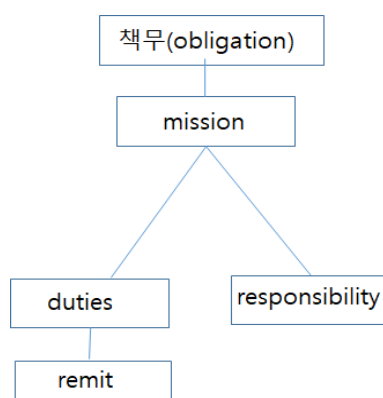 책무(obligation)
mission
duties
responsibility
remit